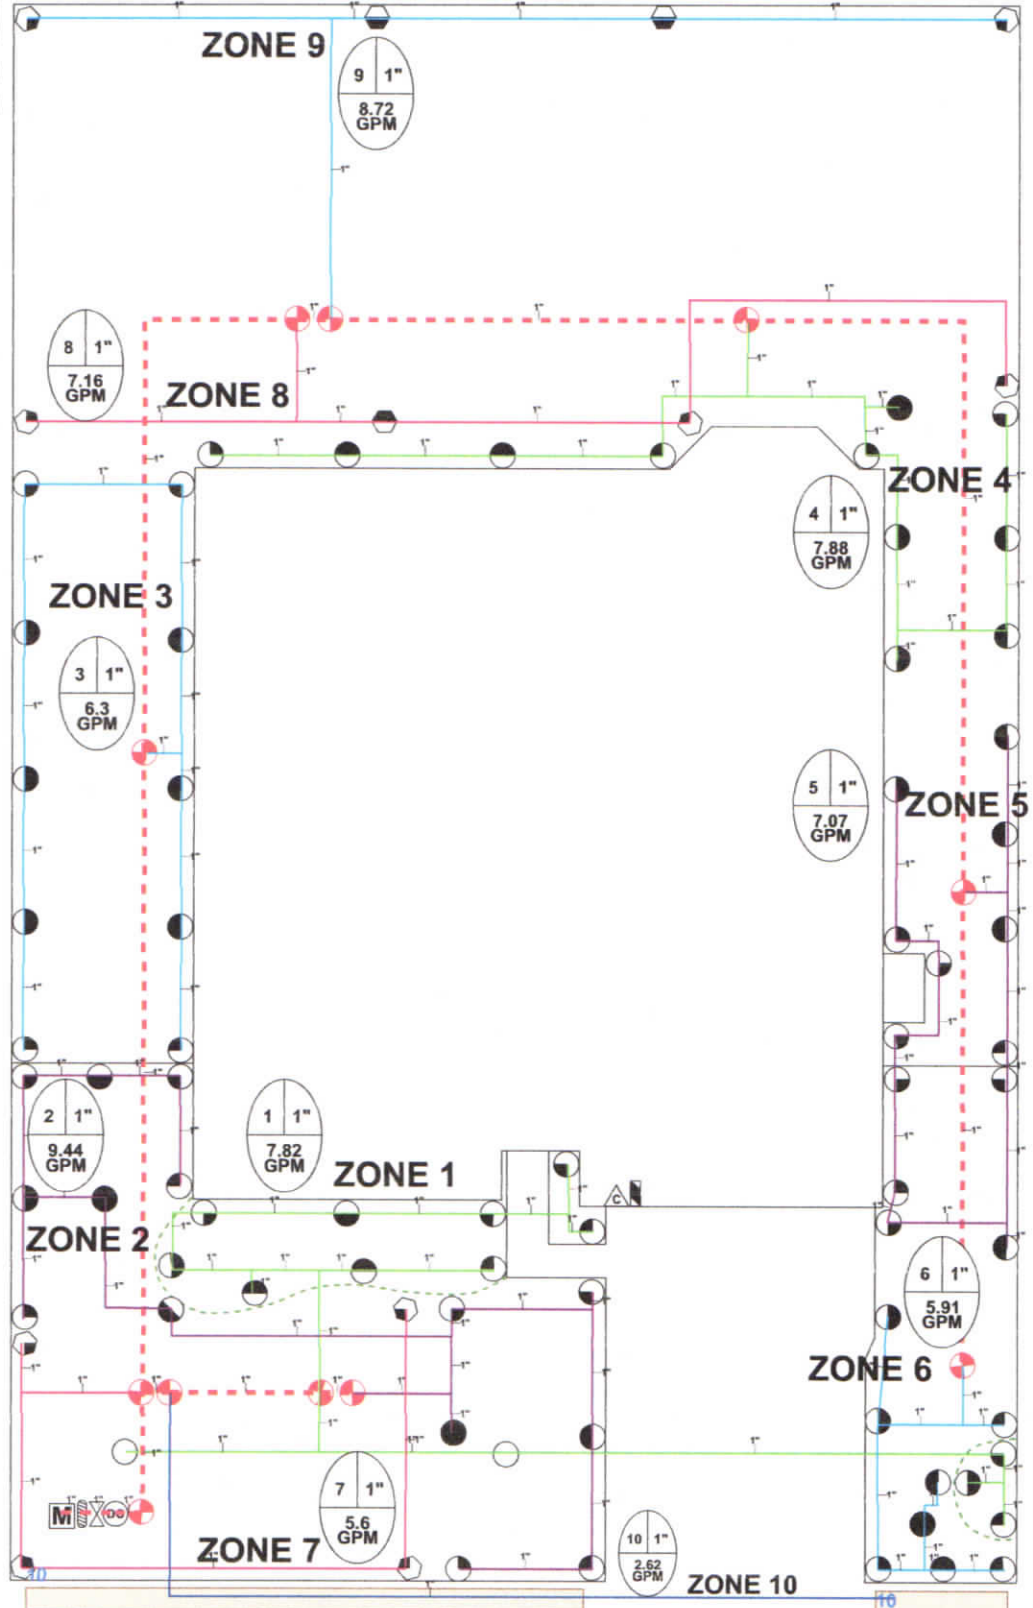 ZONE 9
9 1"
8.72
GPM
8 1"
7.16
GPM
ZONE 8
ZONE 4
4 1"
7.88
GPM
ZONE 3
3 1"
6.3
GPM
5 1"
7.07
GPM
ZONE 5
2 1"
9.44
GPM
1 1"
7.82
GPM
ZONE 1
C
ZONE 2
6 1"
5.91
GPM
ZONE 6
7 1"
5.6
GPM
M
ZONE 7
10 1"
2.62
GPM
ZONE 10
10